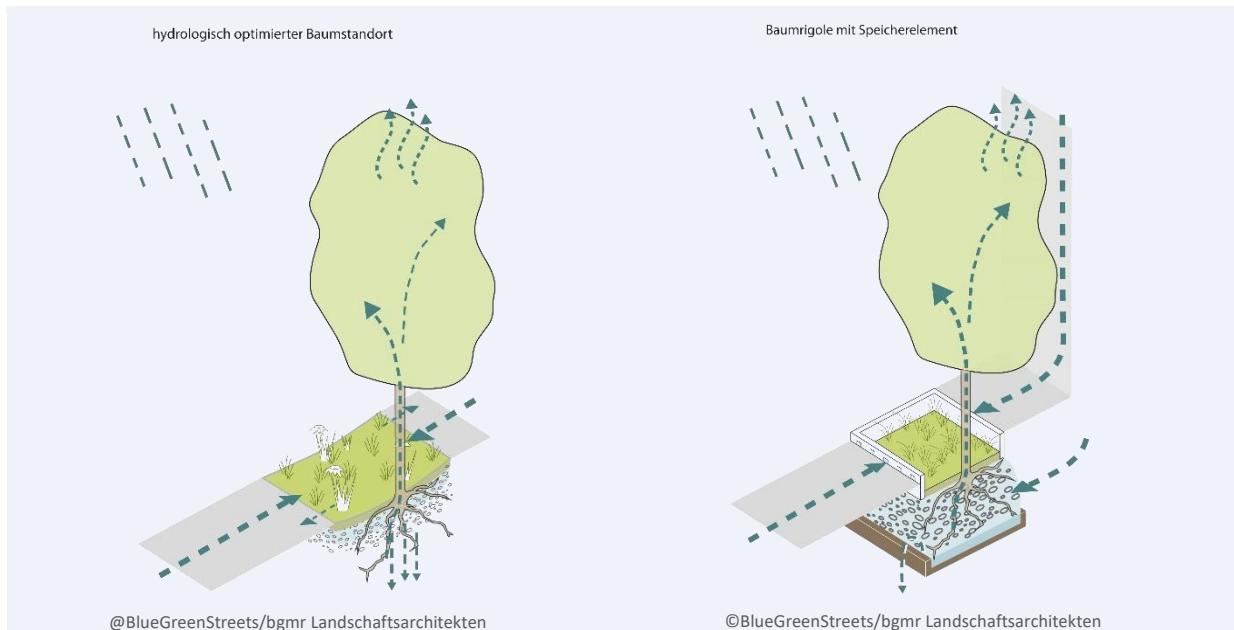 hydrologisch optimierter Baumstandort
Baumrigole mit Speicherelement
@BlueGreenStreets/bgmr Landschaftsarchitekten
©BlueGreenStreets/bgmr Landschaftsarchitekten